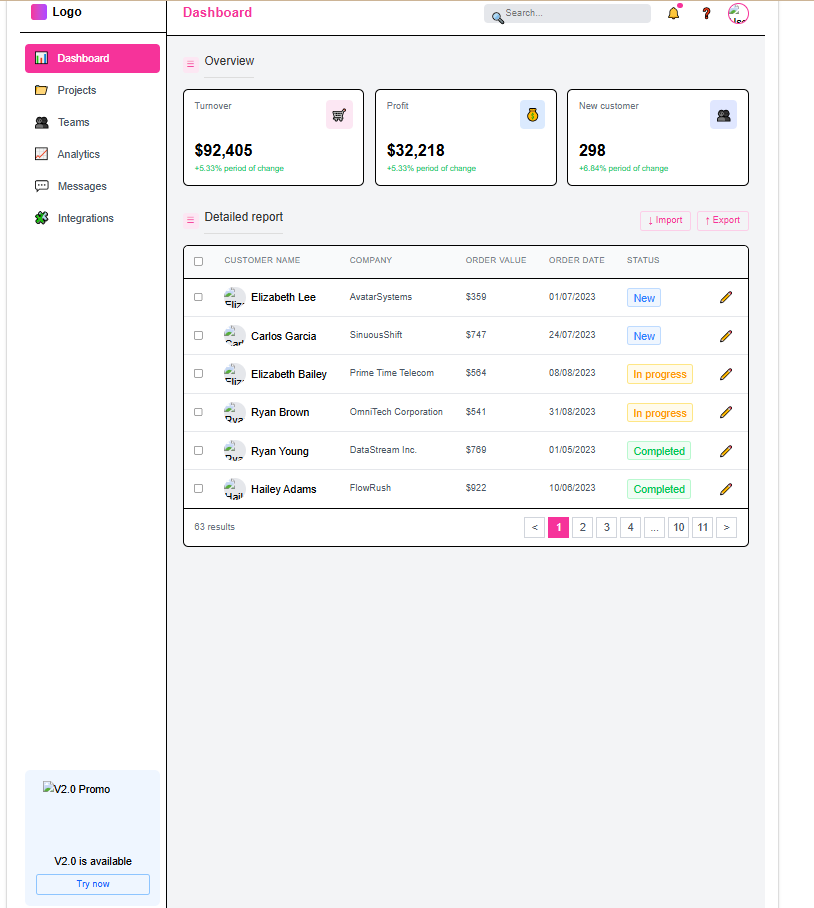 Logo
Dashboard
Search...
Dashboard
Projects
Teams
Analytics
Messages
Integrations
Overview
Turnover
$92,405
+5.33% period of change
Profit
$32,218
+5.33% period of change
New customer
298
+6.84% period of change
Detailed report
↓ Import
↑ Export
CUSTOMER NAME COMPANY ORDER VALUE ORDER DATE STATUS
Elizabeth Lee AvatarSystems $359 01/07/2023 New
Carlos Garcia SinuousShift $747 24/07/2023 New
Elizabeth Bailey Prime Time Telecom $564 08/08/2023 In progress
Ryan Brown OmniTech Corporation $541 31/08/2023 In progress
Ryan Young DataStream Inc. $769 01/05/2023 Completed
Hailey Adams FlowRush $922 10/06/2023 Completed
63 results < 1 2 3 4 ... 10 11 >
V2.0 Promo
V2.0 is available
Try now